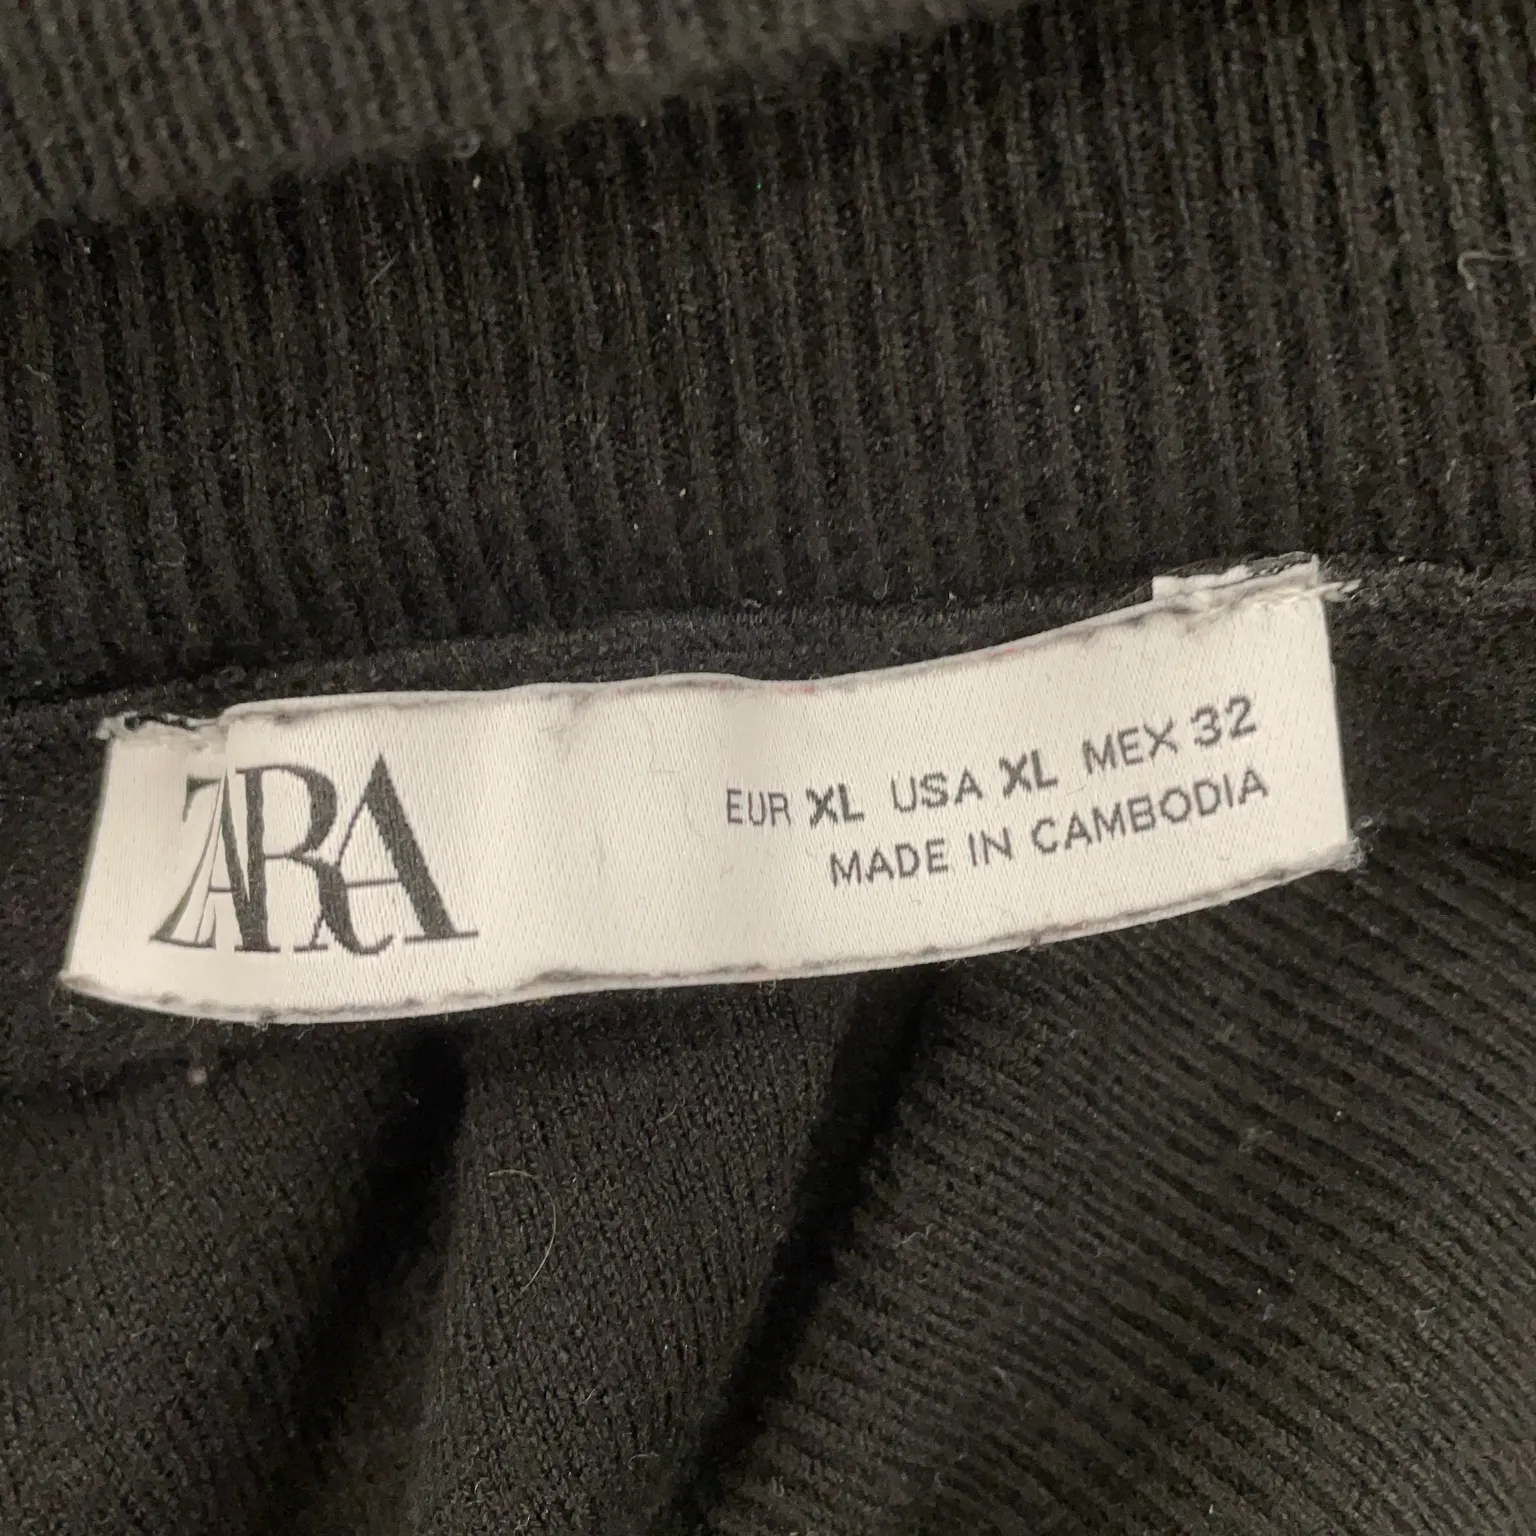 ZARA
EUR XL USA XL MEX 32
MADE IN CAMBODIA